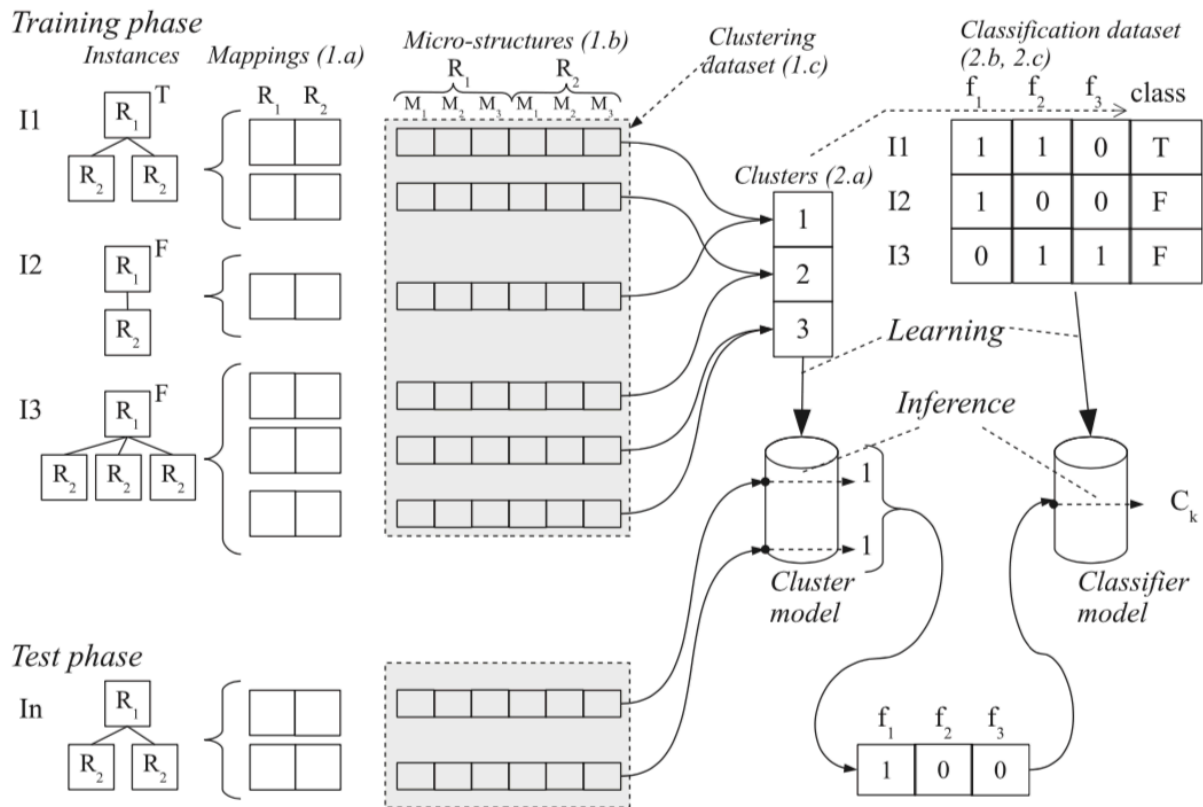 Training phase
Instances
Mappings (1.a)
Micro-structures (1.b)
Clustering
dataset (1.c)
Classification dataset
(2.b, 2.c)
R₁ R₂
R₁ R₂
M₁ M₂ M₃ M₁ M₂ M₃
f₁ f₂ f₃ class
I1
R₁ T
R₂ R₂
Clusters (2.a)
1
2
3
I1 1 1 0 T
I2 1 0 0 F
I3 0 1 1 F
I2
R₁ F
R₂
I3
R₁ F
R₂ R₂ R₂
Learning
Inference
1
1
Cluster
model
C_k
Classifier
model
Test phase
In
R₁
R₂ R₂
f₁ f₂ f₃
1 0 0